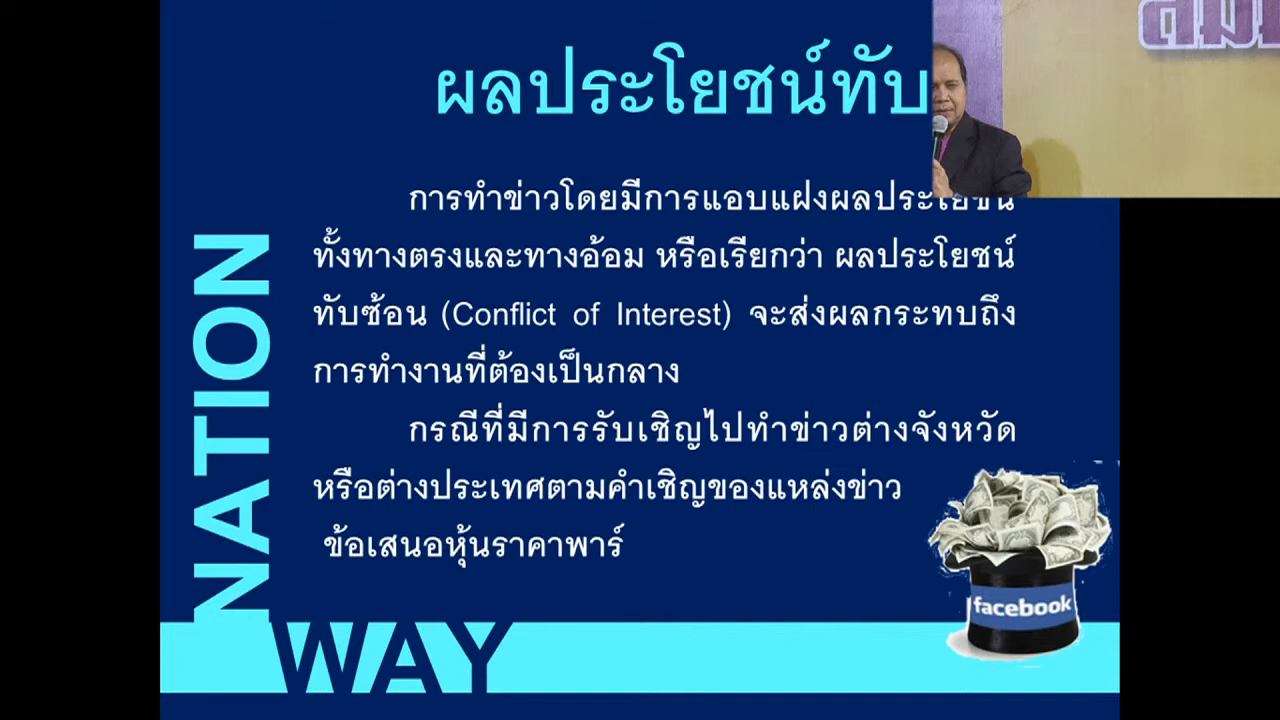 ผลประโยชน์ทับ
การทำข่าวโดยมีการแอบแฝงผลประโยชน์
ทั้งทางตรงและทางอ้อม หรือเรียกว่า ผลประโยชน์
ทับซ้อน (Conflict of Interest) จะส่งผลกระทบถึง
การทำงานที่ต้องเป็นกลาง
กรณีที่มีการรับเชิญไปทำข่าวต่างจังหวัด
หรือต่างประเทศตามคำเชิญของแหล่งข่าว
ข้อเสนอหุ้นราคาพาร์
facebook
NATION
WAY